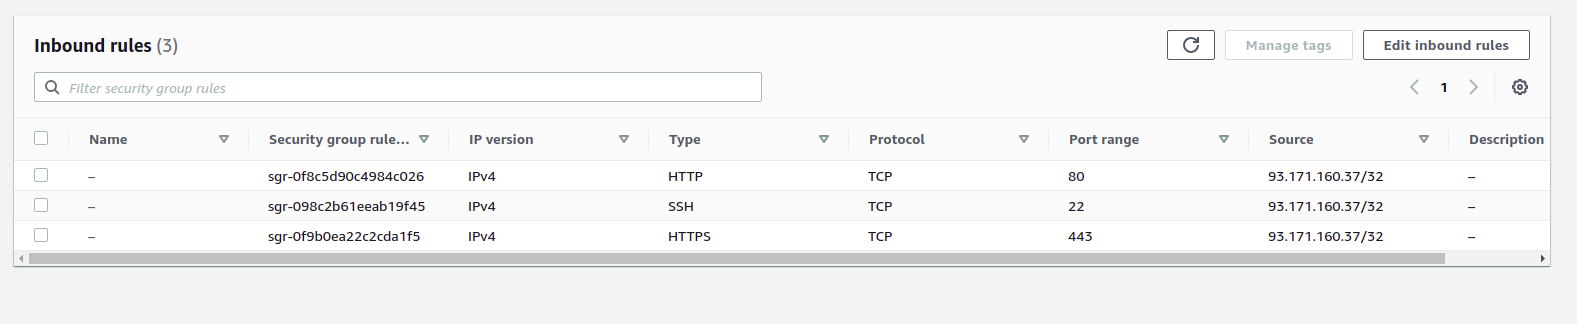 Inbound rules (3)
Manage tags
Edit inbound rules
Filter security group rules
1
Name Security group rule... IP version Type Protocol Port range Source Description
– sgr-0f8c5d90c4984c026 IPv4 HTTP TCP 80 93.171.160.37/32 –
– sgr-098c2b61eeab19f45 IPv4 SSH TCP 22 93.171.160.37/32 –
– sgr-0f9b0ea22c2cda1f5 IPv4 HTTPS TCP 443 93.171.160.37/32 –